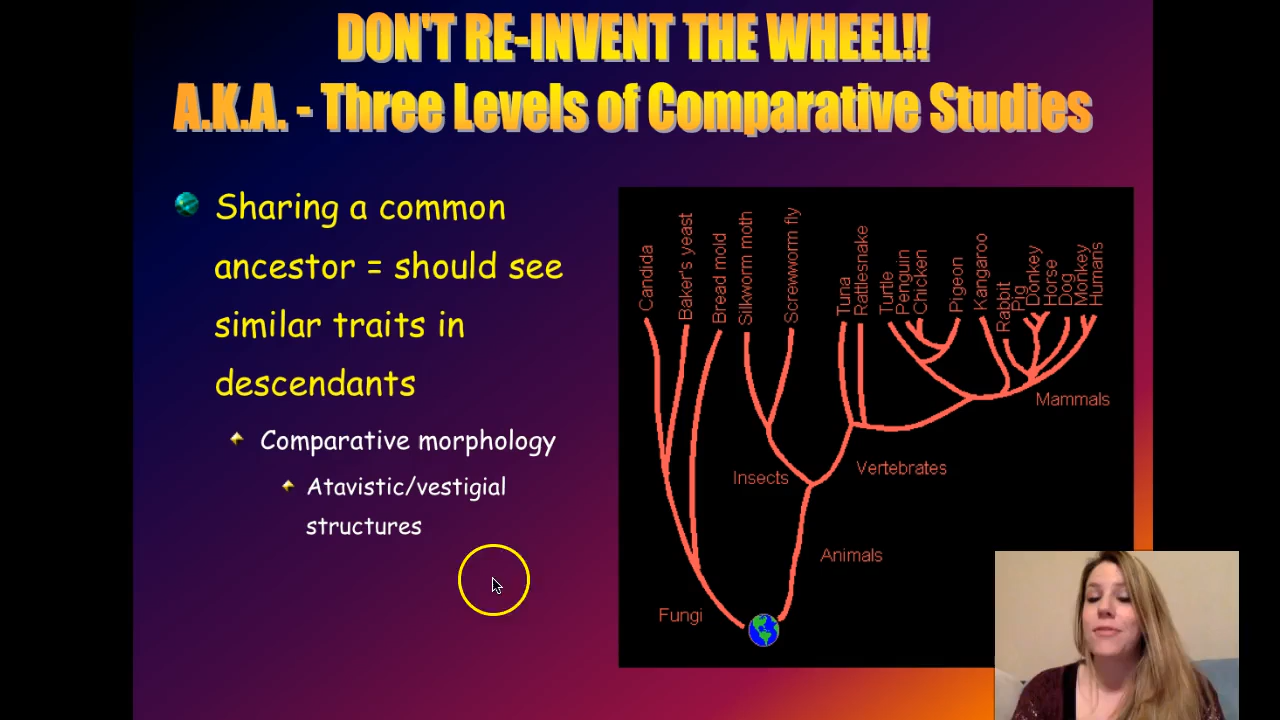 DON'T RE-INVENT THE WHEEL!!
A.K.A. - Three Levels of Comparative Studies
Sharing a common
ancestor = should see
similar traits in
descendants
Comparative morphology
Atavistic/vestigial
structures
Candida
Baker's yeast
Bread mold
Silkworm moth
Screwworm fly
Tuna
Rattlesnake
Turtle
Penguin
Chicken
Pigeon
Kangaroo
Rabbit
Pig
Donkey
Horse
Dog
Monkey
Humans
Mammals
Insects
Vertebrates
Animals
Fungi